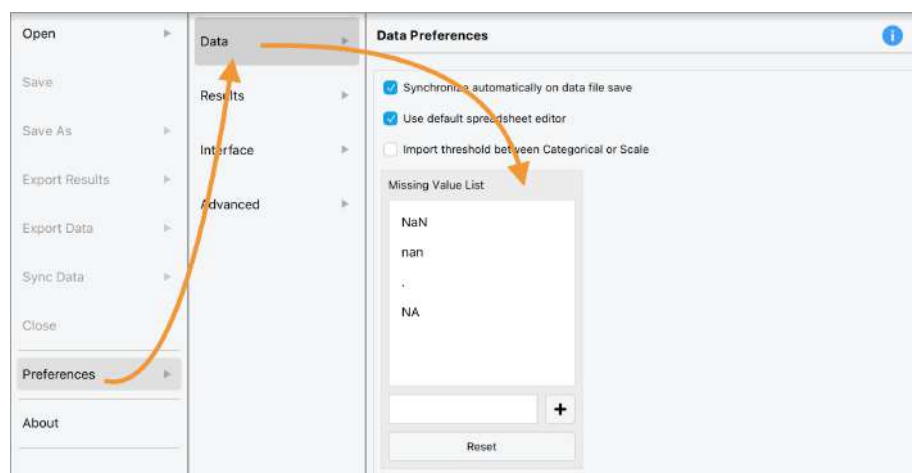 Open
Save
Save As
Export Results
Export Data
Sync Data
Close
Preferences
About
Data
Results
Interface
Advanced
Data Preferences
i
Synchronize automatically on data file save
Use default spreadsheet editor
Import threshold between Categorical or Scale
Missing Value List
NaN
nan
.
NA
+
Reset